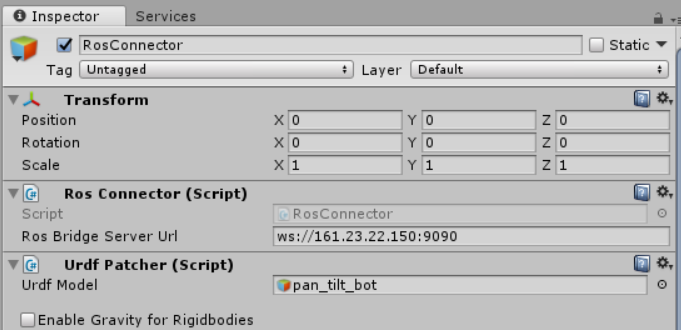 Inspector Services
RosConnector Static
Tag Untagged Layer Default
Transform
Position X 0 Y 0 Z 0
Rotation X 0 Y 0 Z 0
Scale X 1 Y 1 Z 1
Ros Connector (Script)
Script RosConnector
Ros Bridge Server Url ws://161.23.22.150:9090
Urdf Patcher (Script)
Urdf Model pan_tilt_bot
Enable Gravity for Rigidbodies